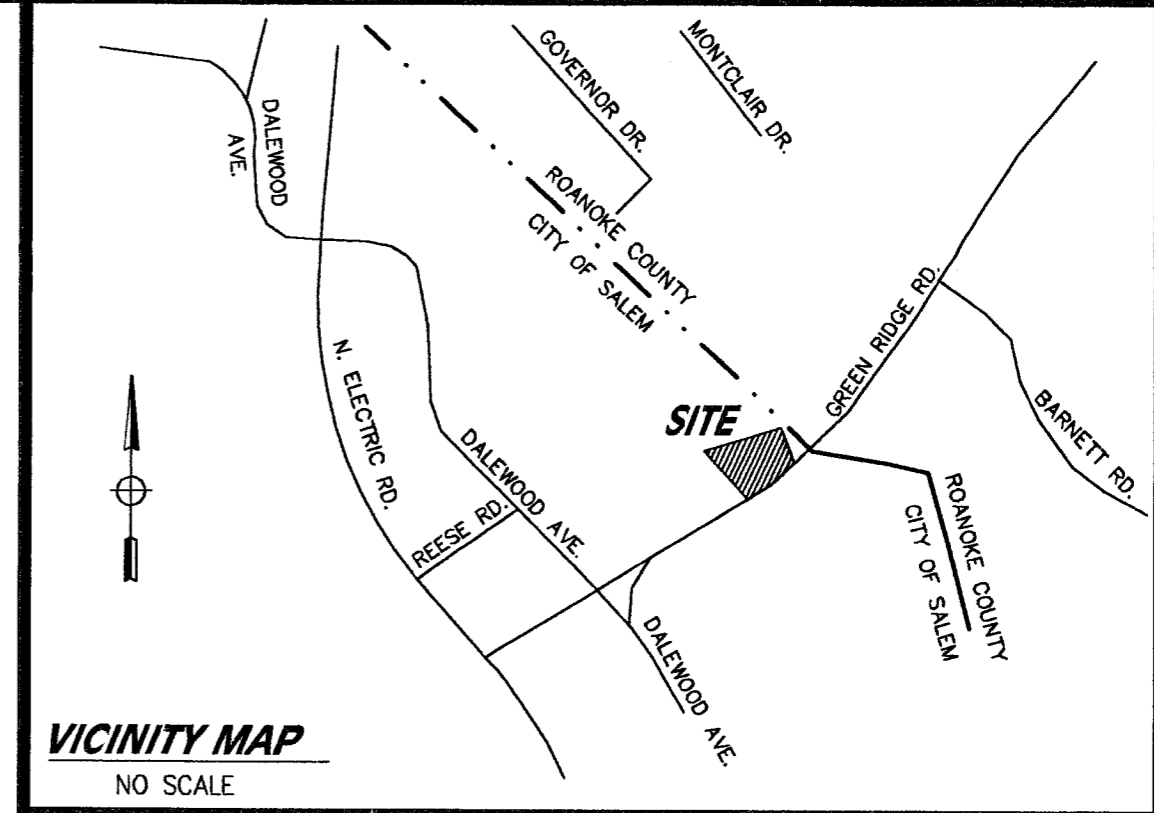 GOVERNOR DR.
MONTCLAIR DR.
DALEWOOD
AVE.
ROANOKE COUNTY
CITY OF SALEM
GREEN RIDGE RD.
N. ELECTRIC RD.
SITE
BARNETT RD.
DALEWOOD AVE.
REESE RD.
ROANOKE COUNTY
CITY OF SALEM
DALEWOOD AVE.
VICINITY MAP
NO SCALE